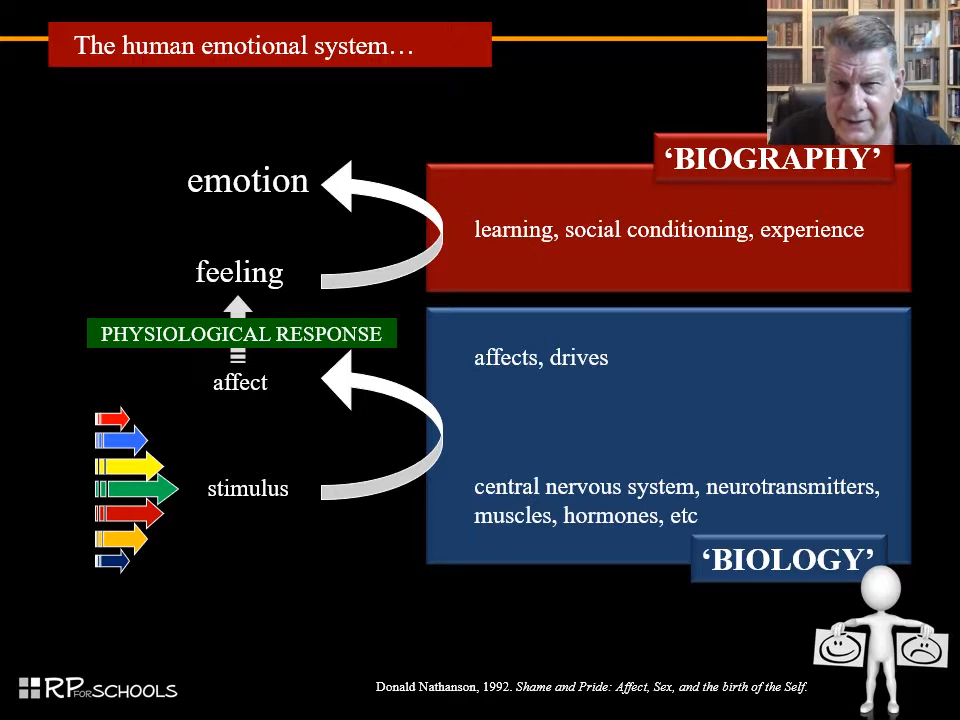 The human emotional system…
‘BIOGRAPHY’
emotion
learning, social conditioning, experience
feeling
PHYSIOLOGICAL RESPONSE
affects, drives
affect
stimulus
central nervous system, neurotransmitters,
muscles, hormones, etc
‘BIOLOGY’
RP FOR SCHOOLS
Donald Nathanson, 1992. Shame and Pride: Affect, Sex, and the birth of the Self.